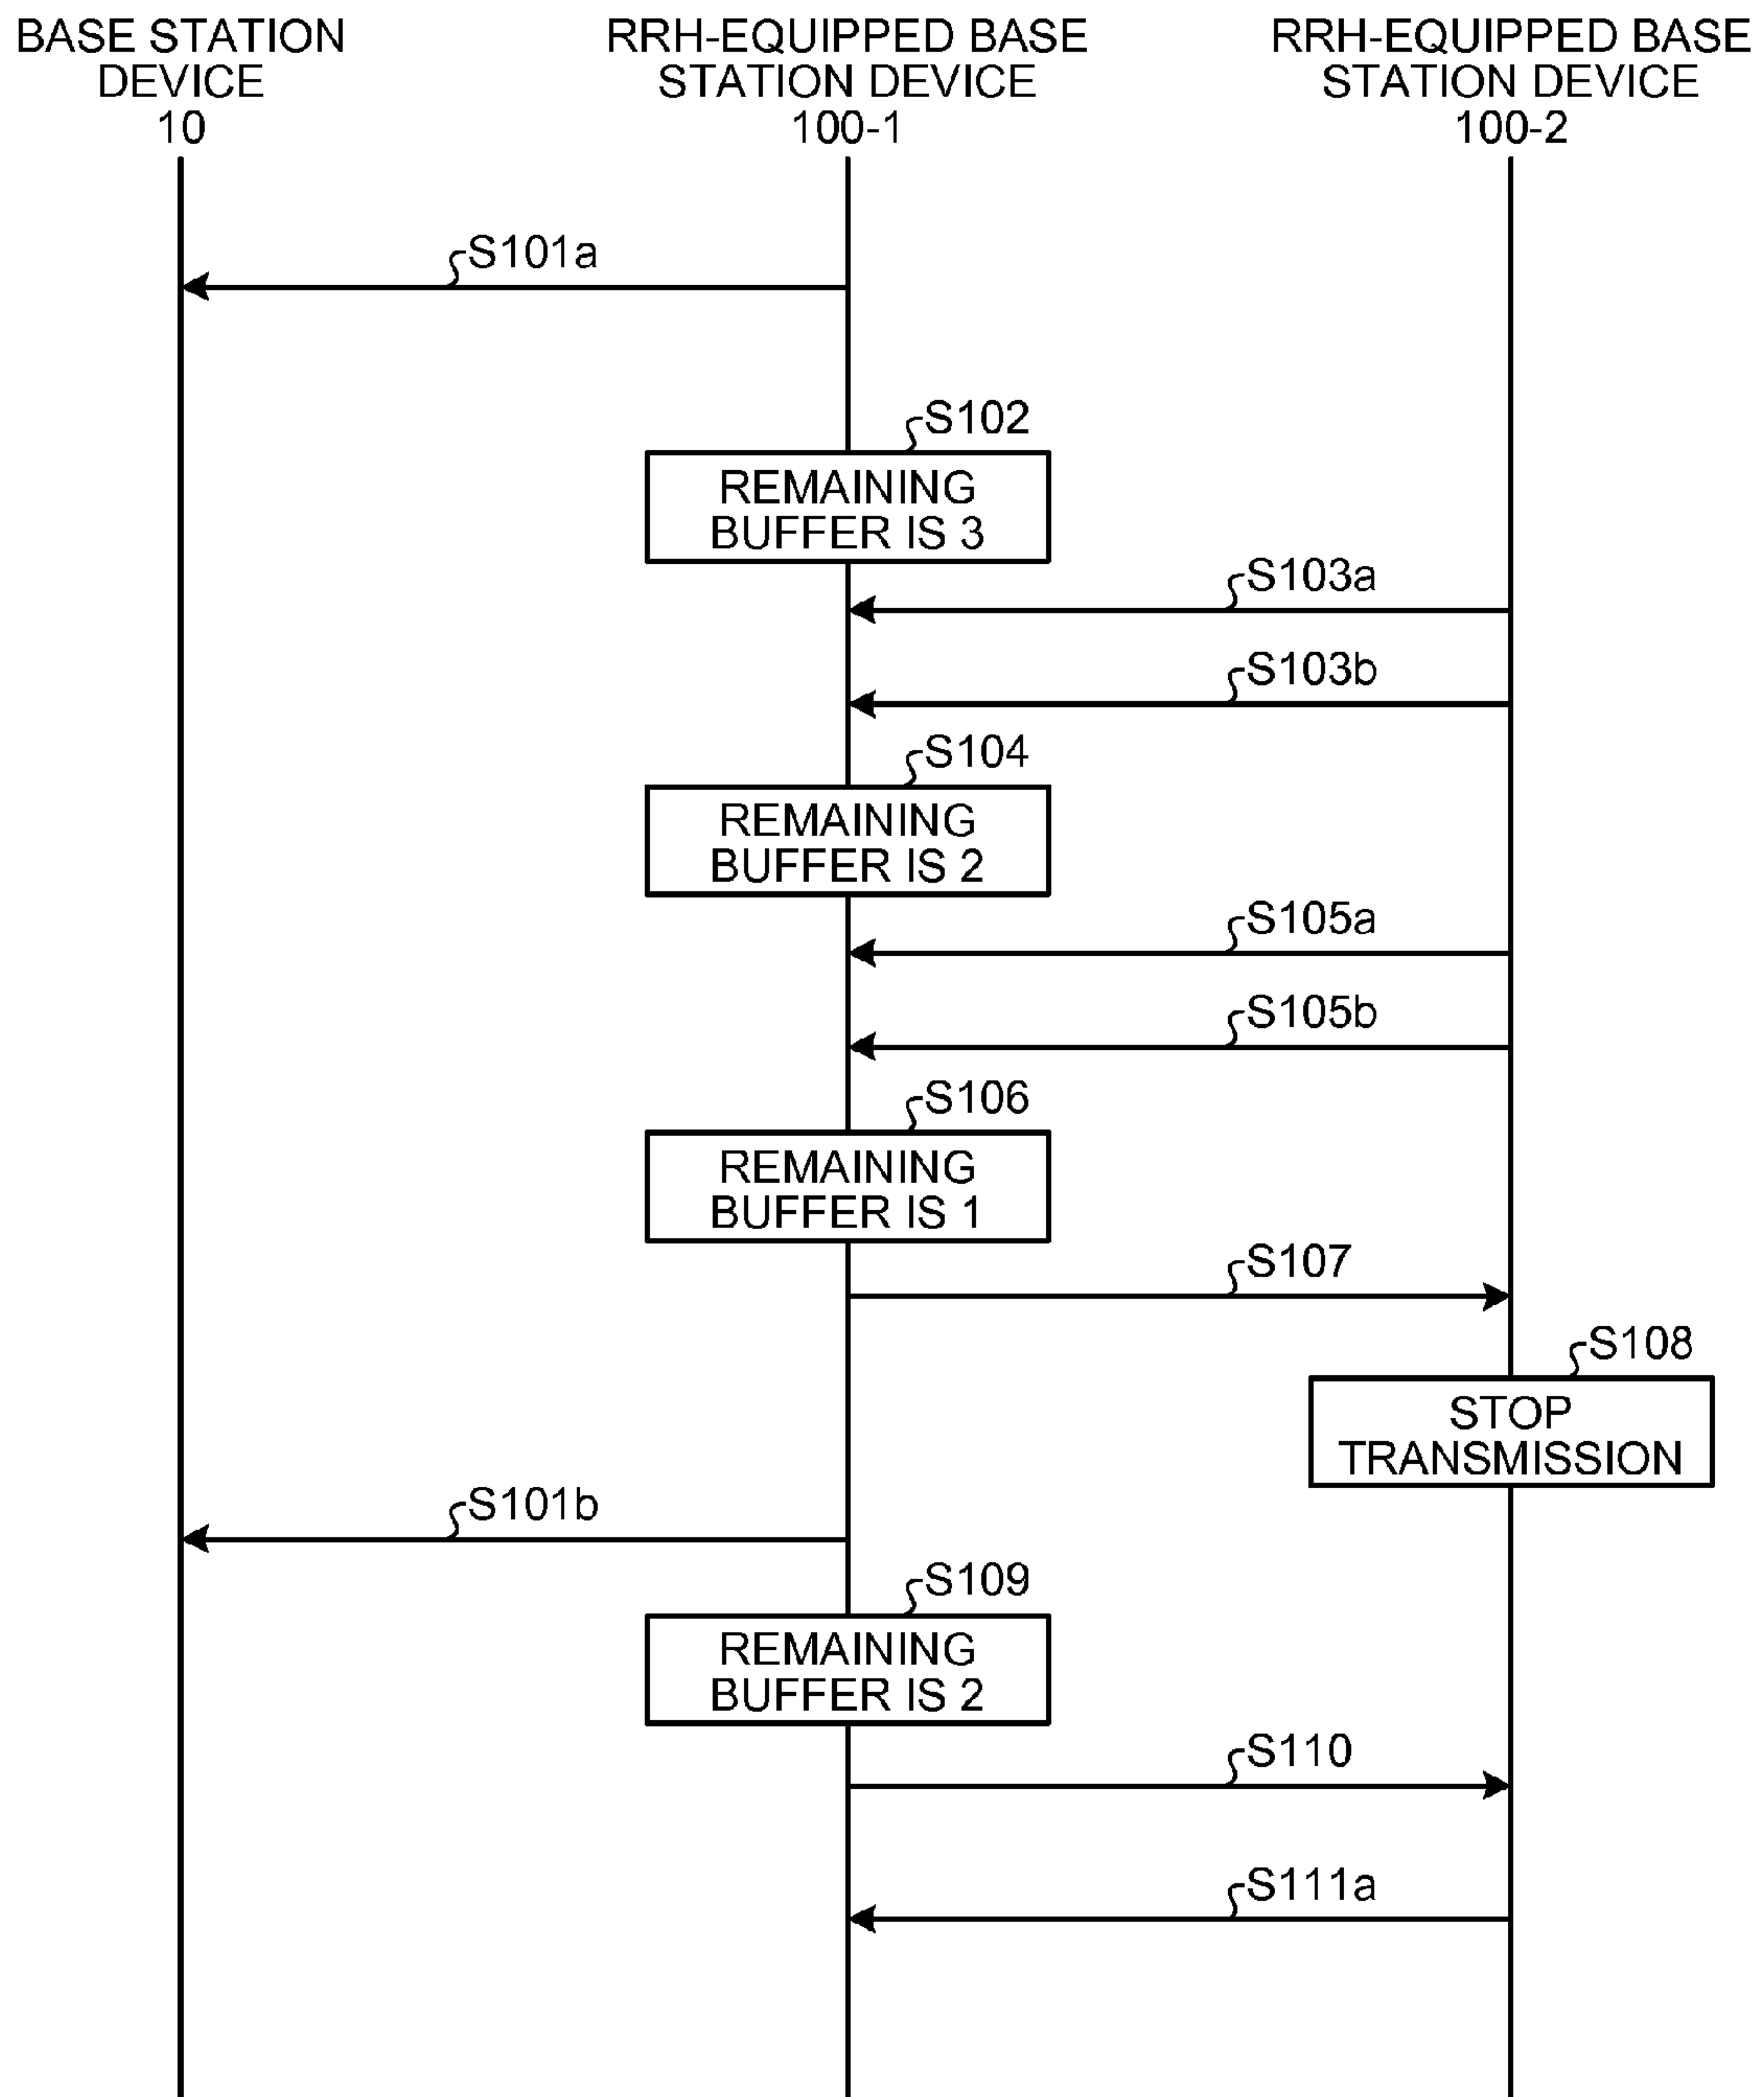 BASE STATION
DEVICE
10
RRH-EQUIPPED BASE
STATION DEVICE
100-1
RRH-EQUIPPED BASE
STATION DEVICE
100-2
S101a
S102
REMAINING
BUFFER IS 3
S103a
S103b
S104
REMAINING
BUFFER IS 2
S105a
S105b
S106
REMAINING
BUFFER IS 1
S107
S108
STOP
TRANSMISSION
S101b
S109
REMAINING
BUFFER IS 2
S110
S111a